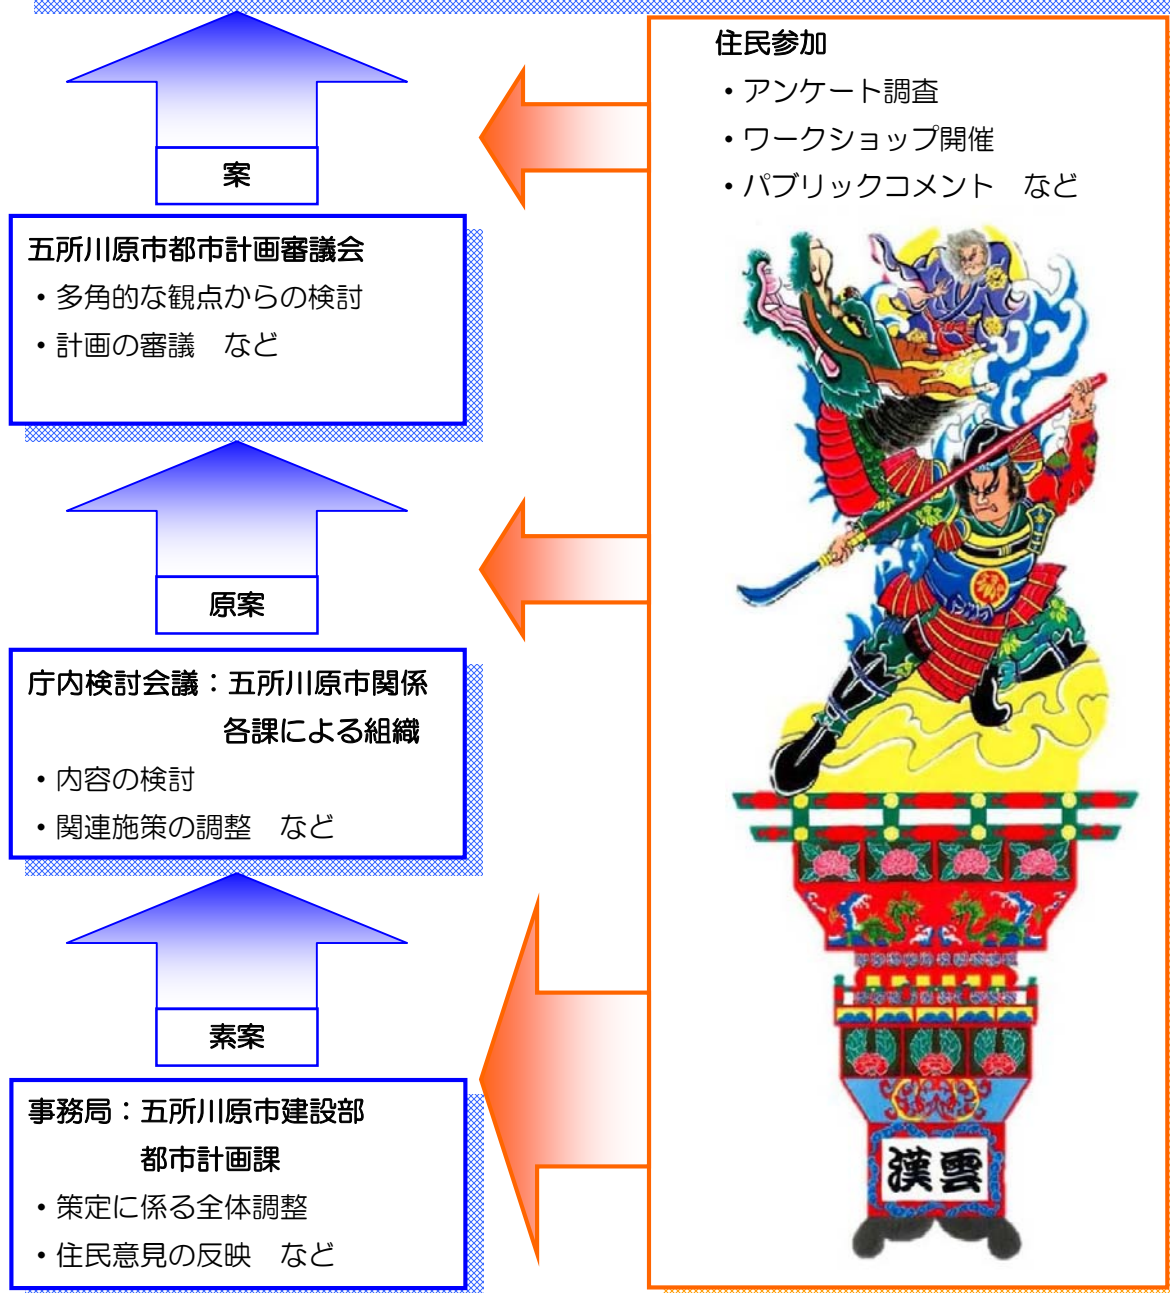 案
五所川原市都市計画審議会
・多角的な観点からの検討
・計画の審議　など
原案
庁内検討会議：五所川原市関係
各課による組織
・内容の検討
・関連施策の調整　など
素案
事務局：五所川原市建設部
都市計画課
・策定に係る全体調整
・住民意見の反映　など
住民参加
・アンケート調査
・ワークショップ開催
・パブリックコメント　など
漢雲